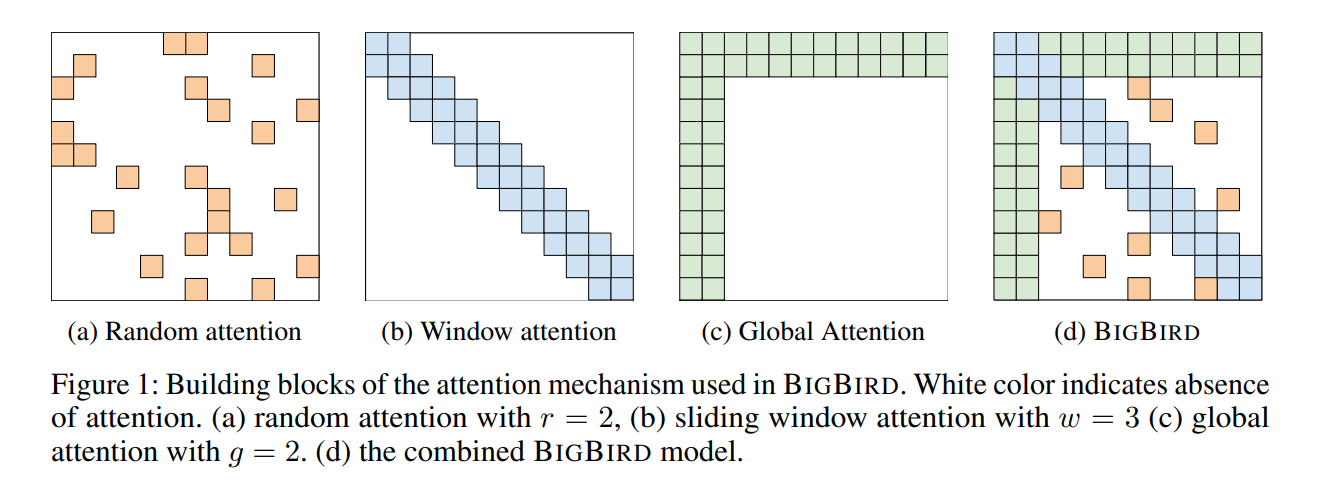 (a) Random attention
(b) Window attention
(c) Global Attention
(d) BIGBIRD
Figure 1: Building blocks of the attention mechanism used in BIGBIRD. White color indicates absence
of attention. (a) random attention with r = 2, (b) sliding window attention with w = 3 (c) global
attention with g = 2. (d) the combined BIGBIRD model.